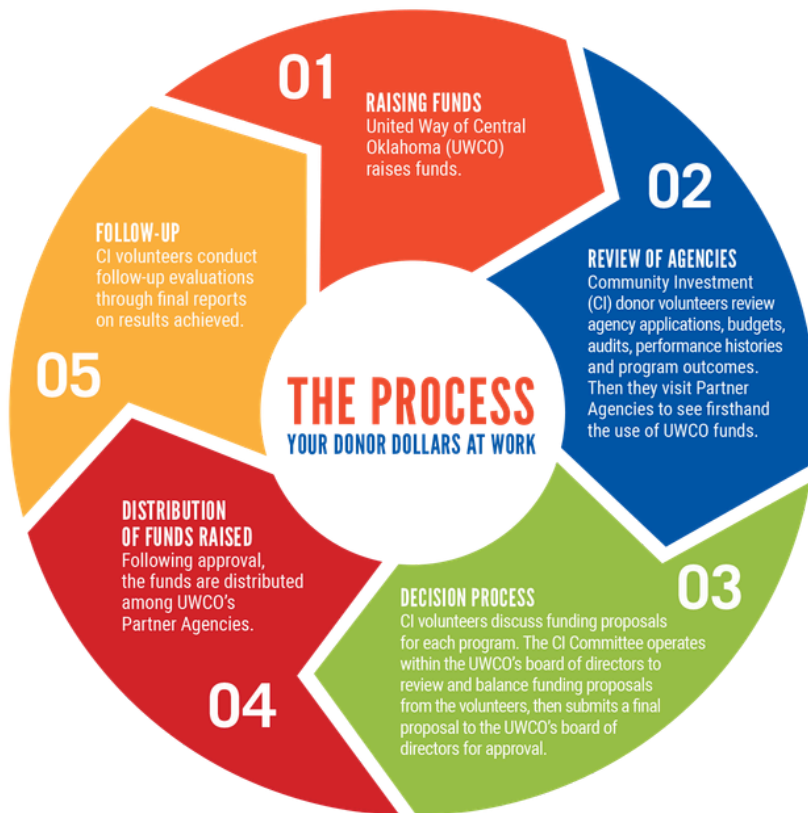 THE PROCESS
YOUR DONOR DOLLARS AT WORK
01
RAISING FUNDS
United Way of Central
Oklahoma (UWCO)
raises funds.
02
REVIEW OF AGENCIES
Community Investment
(CI) donor volunteers review
agency applications, budgets,
audits, performance histories
and program outcomes.
Then they visit Partner
Agencies to see firsthand
the use of UWCO funds.
03
DECISION PROCESS
CI volunteers discuss funding proposals
for each program. The CI Committee operates
within the UWCO's board of directors to
review and balance funding proposals
from the volunteers, then submits a final
proposal to the UWCO's board of
directors for approval.
04
DISTRIBUTION
OF FUNDS RAISED
Following approval,
the funds are distributed
among UWCO's
Partner Agencies.
05
FOLLOW-UP
CI volunteers conduct
follow-up evaluations
through final reports
on results achieved.